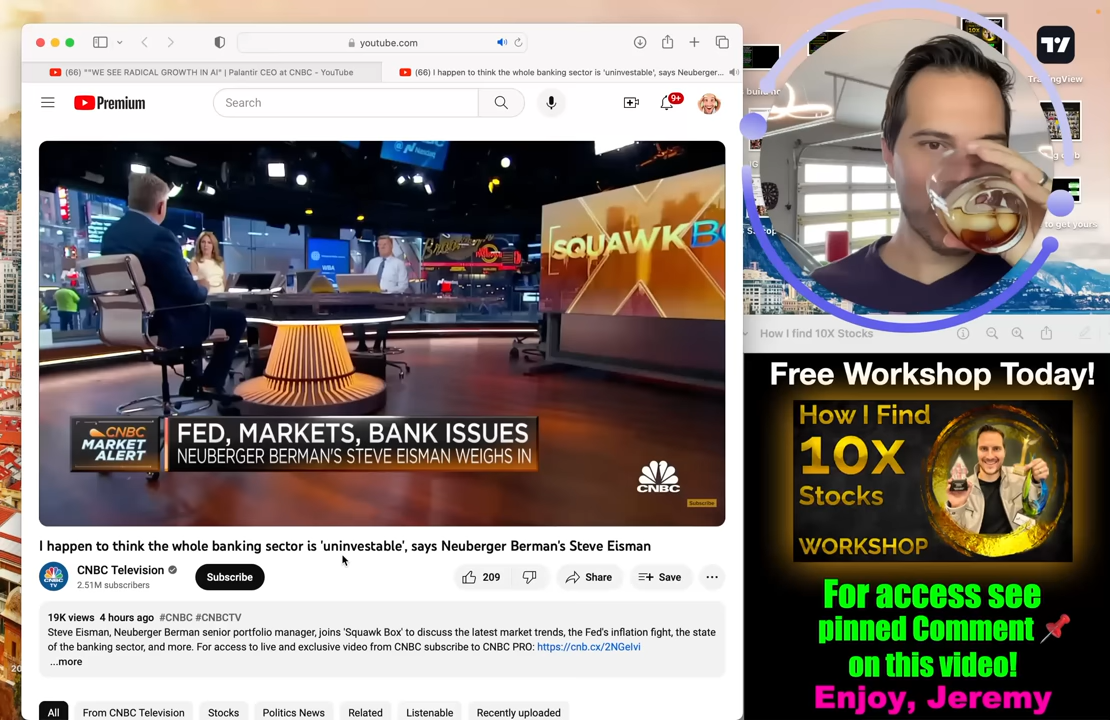 youtube.com
(66) ""WE SEE RADICAL GROWTH IN AI" | Palantir CEO at CNBC - YouTube
(66) I happen to think the whole banking sector is 'uninvestable', says Neuberger...
Premium
Search
9+
SQUAWK BO
WBA
CNBC
MARKET
ALERT
FED, MARKETS, BANK ISSUES
NEUBERGER BERMAN'S STEVE EISMAN WEIGHS IN
CNBC
Subscribe
I happen to think the whole banking sector is 'uninvestable', says Neuberger Berman's Steve Eisman
CNBC Television
2.51M subscribers
Subscribe
209
Share
Save
19K views 4 hours ago #CNBC #CNBCTV
Steve Eisman, Neuberger Berman senior portfolio manager, joins 'Squawk Box' to discuss the latest market trends, the Fed's inflation fight, the state
of the banking sector, and more. For access to live and exclusive video from CNBC subscribe to CNBC PRO: https://cnb.cx/2NGeIvi
...more
All
From CNBC Television
Stocks
Politics News
Related
Listenable
Recently uploaded
TradingView
to get yours
How I find 10X Stocks
Free Workshop Today!
How I Find
10X
Stocks
WORKSHOP
For access see
pinned Comment 📌
on this video!
Enjoy, Jeremy